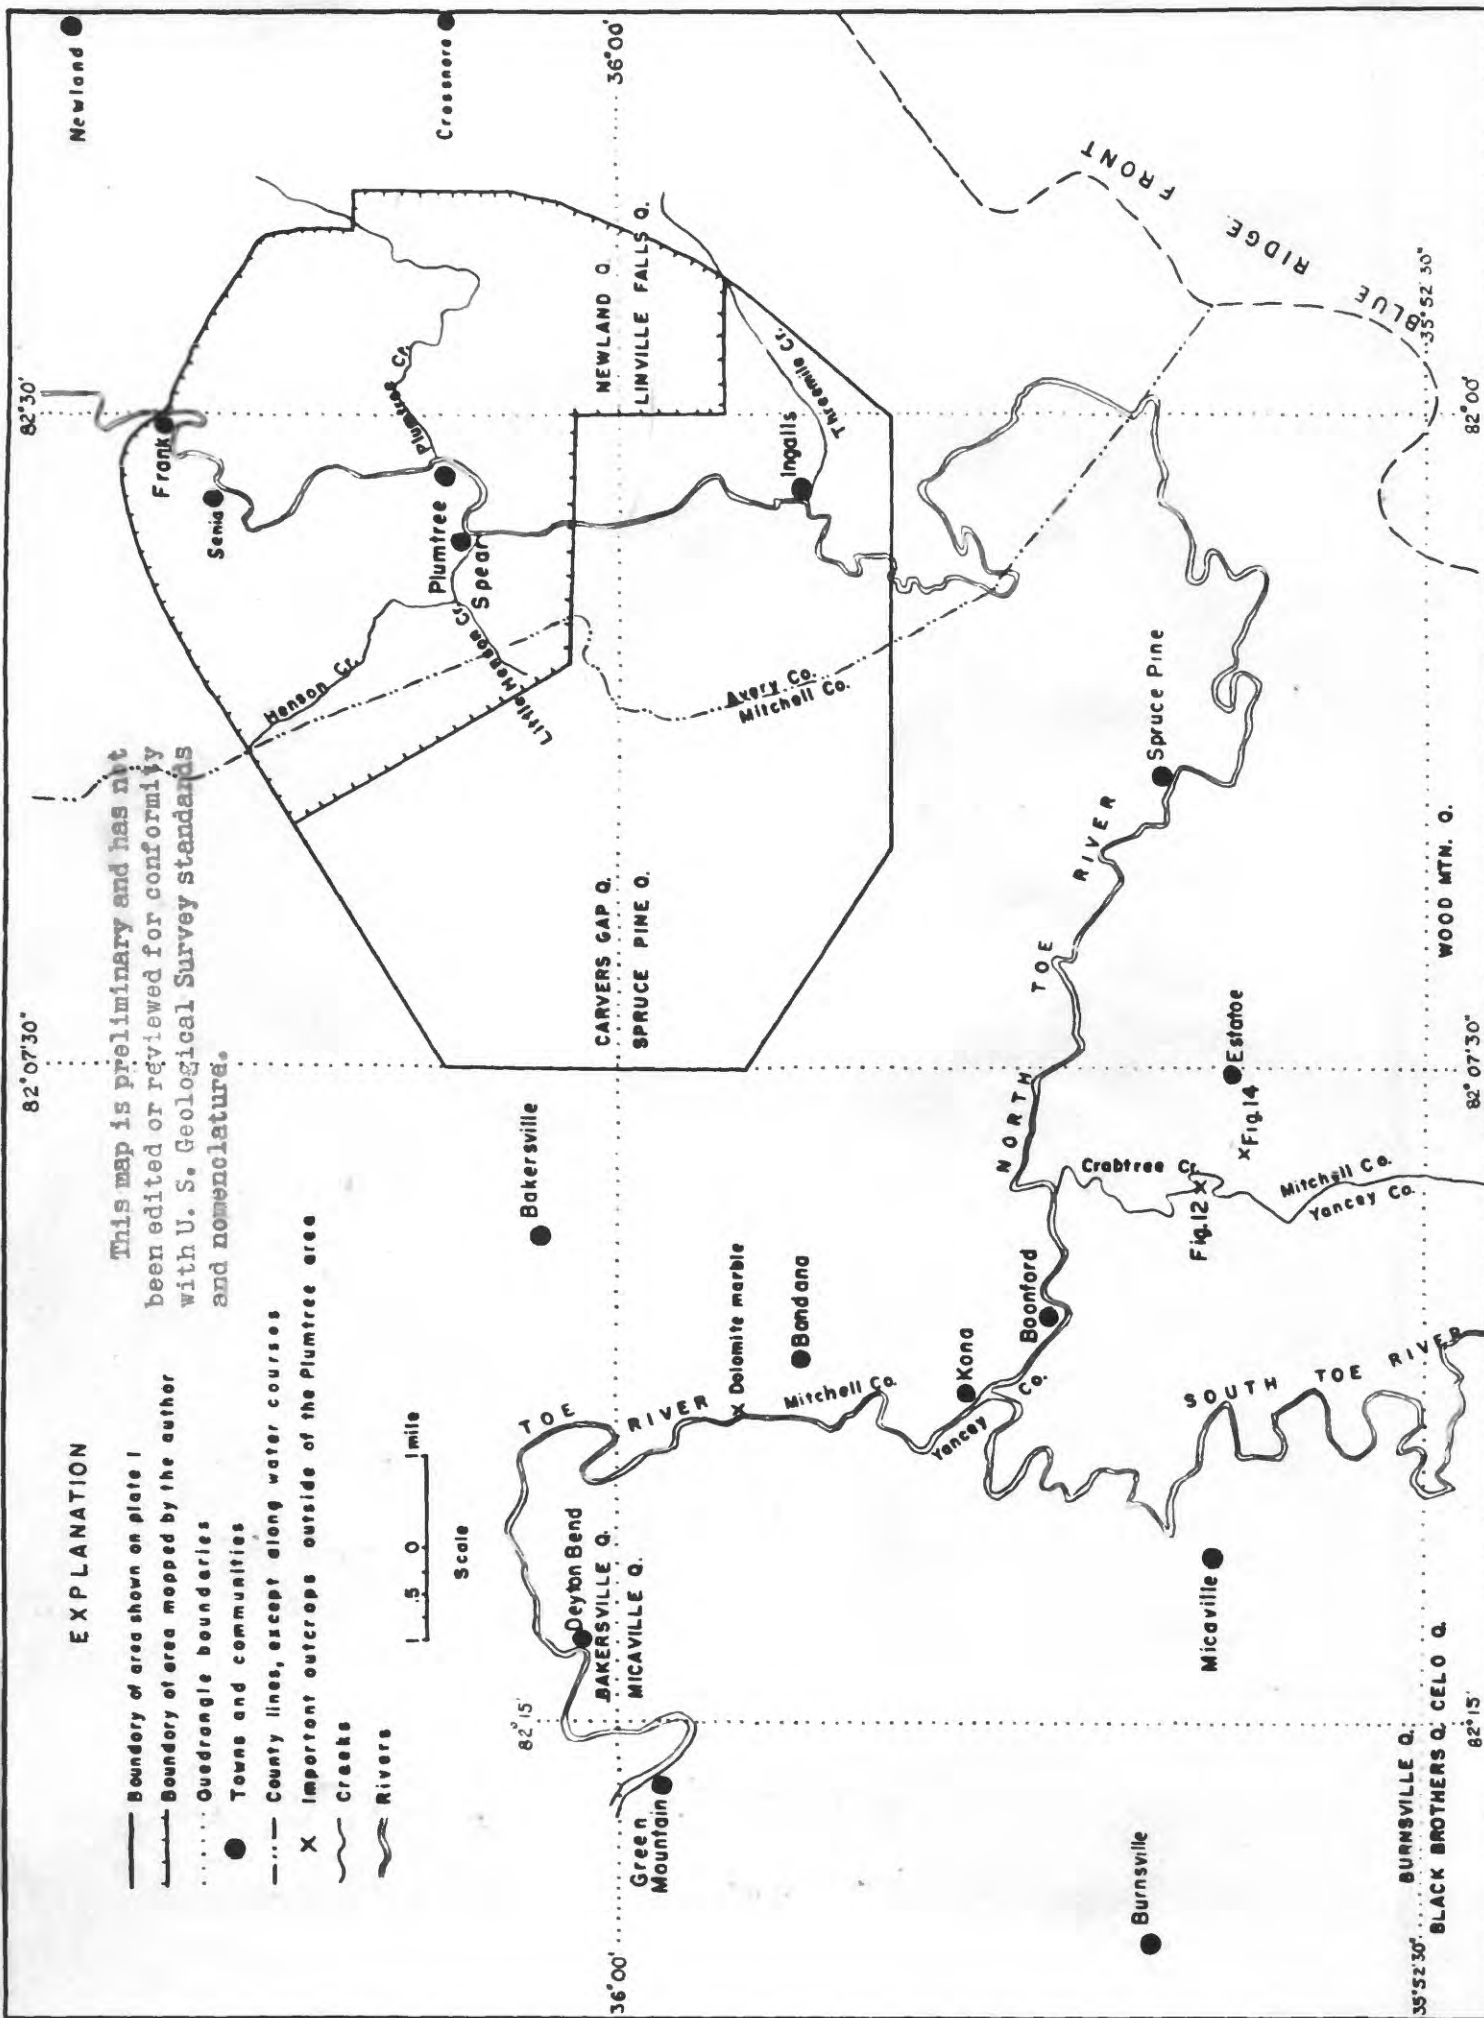 EXPLANATION
Boundary of area shown on plate I
Boundary of area mapped by the author
Quadrangle boundaries
Towns and communities
County lines, except along water courses
X Important outcrops outside of the Plumtree area
Creeks
Rivers
1 .5 0 1 mile
Scale
This map is preliminary and has not
been edited or reviewed for conformity
with U. S. Geological Survey standards
and nomenclature.
82°07'30"
82°30'
Newland
Crossnore
36°00'
Frank
Senia
Plumtree
Plumtree Cr.
Spear
Henson Cr.
Little Henson Cr.
NEWLAND Q.
LINVILLE FALLS Q.
Ingalls
Threemile Cr.
Avery Co.
Mitchell Co.
CARVERS GAP Q.
SPRUCE PINE Q.
BLUE RIDGE FRONT
35°52'30"
Bakersville
82°15'
Deyton Bend
BAKERSVILLE Q.
MICAVILLE Q.
36°00'
Green
Mountain
TOE RIVER
X Dolomite marble
Bandana
Mitchell Co.
Yancey Co.
Kona
Boonford
NORTH TOE RIVER
Spruce Pine
Crabtree Cr.
Fig.12 X
X Fig.14
Estatoe
Mitchell Co.
Yancey Co.
SOUTH TOE RIVER
Micaville
Burnsville
35°52'30"
BURNSVILLE Q.
BLACK BROTHERS Q. CELO Q.
WOOD MTN. Q.
82°15'
82°07'30"
82°00'